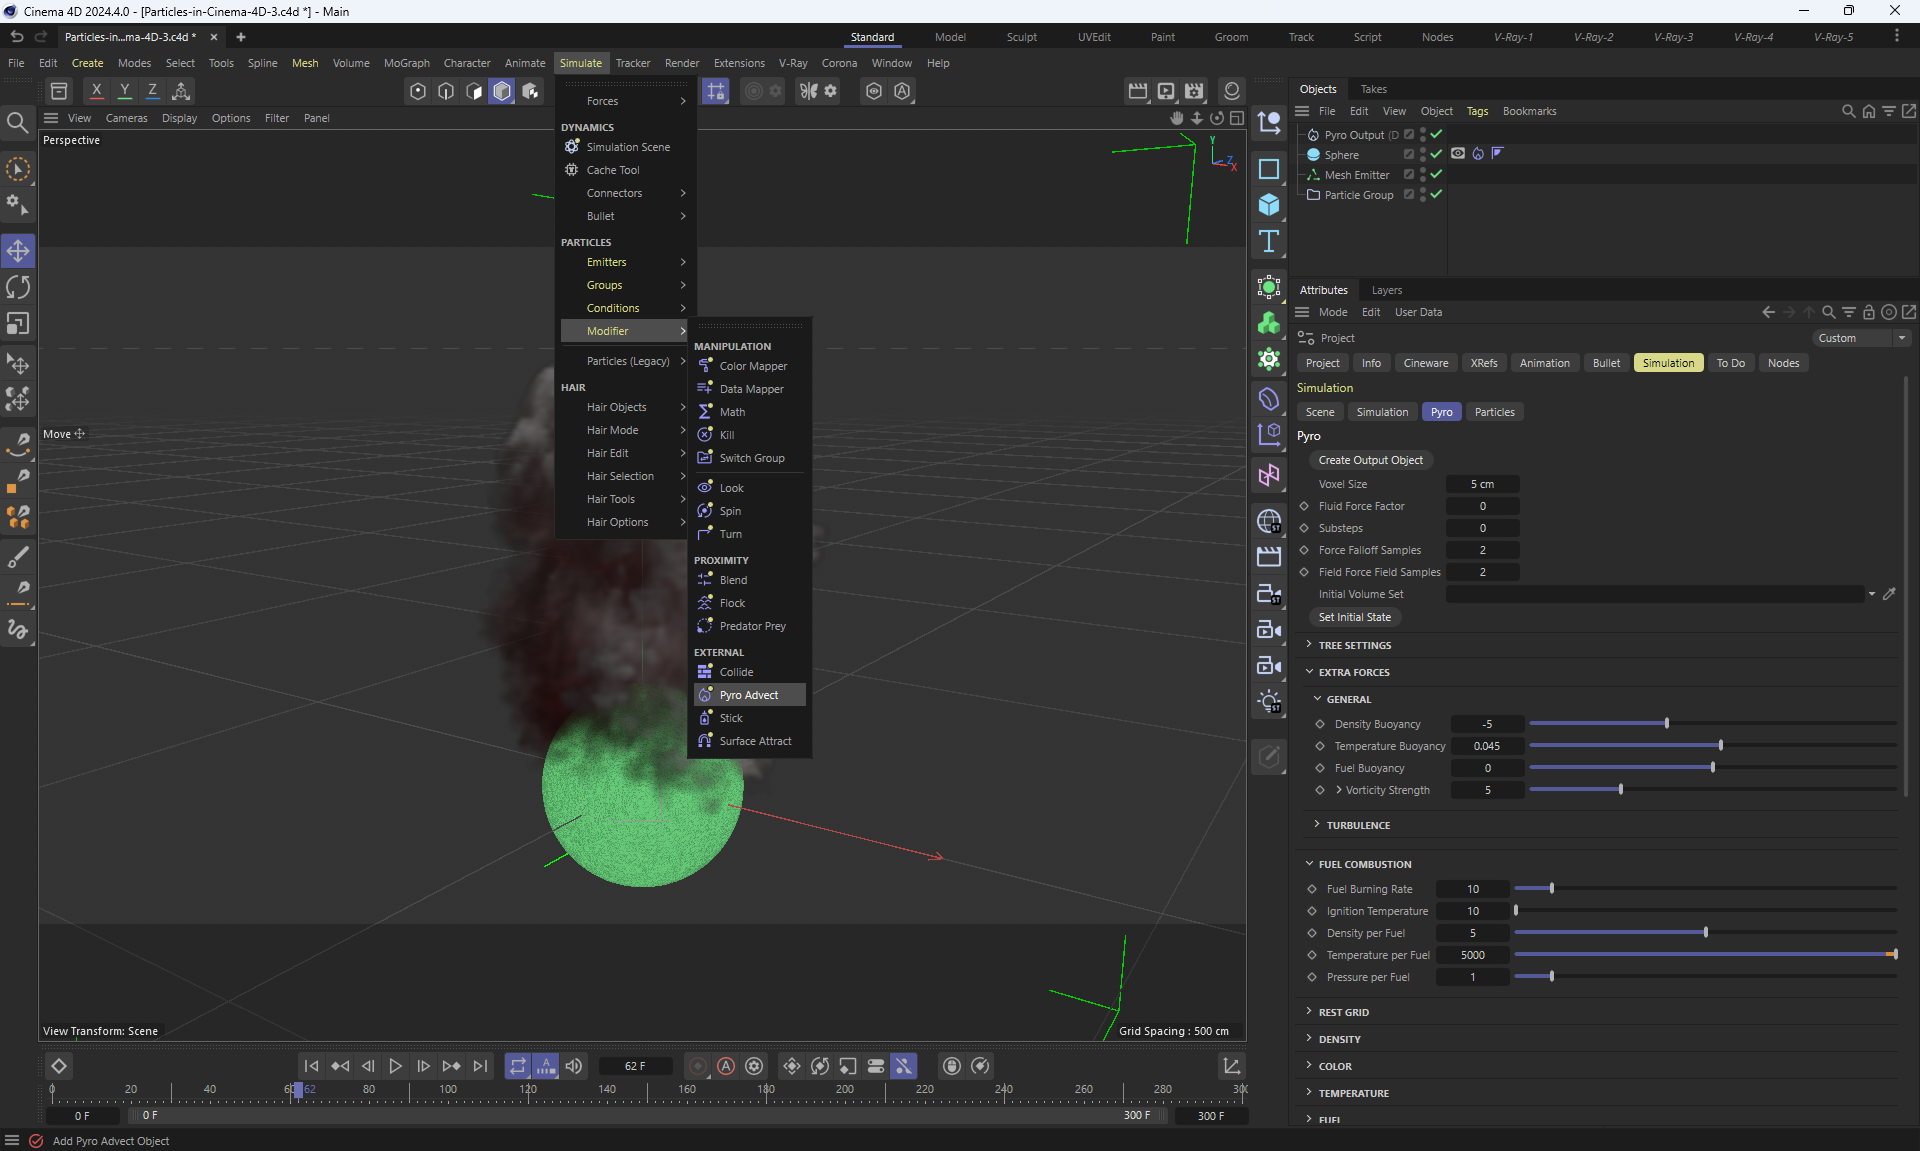 Cinema 4D 2024.4.0 - [Particles-in-Cinema-4D-3.c4d *] - Main
Particles-in...ma-4D-3.c4d *
Standard Model Sculpt UVEdit Paint Groom Track Script Nodes V-Ray-1 V-Ray-2 V-Ray-3 V-Ray-4 V-Ray-5
File Edit Create Modes Select Tools Spline Mesh Volume MoGraph Character Animate Simulate Tracker Render Extensions V-Ray Corona Window Help
X Y Z
View Cameras Display Options Filter Panel
Perspective
Y
Z
X
Move
Forces
DYNAMICS
Simulation Scene
Cache Tool
Connectors
Bullet
PARTICLES
Emitters
Groups
Conditions
Modifier
Particles (Legacy)
HAIR
Hair Objects
Hair Mode
Hair Edit
Hair Selection
Hair Tools
Hair Options
MANIPULATION
Color Mapper
Data Mapper
Math
Kill
Switch Group
Look
Spin
Turn
PROXIMITY
Blend
Flock
Predator Prey
EXTERNAL
Collide
Pyro Advect
Stick
Surface Attract
View Transform: Scene
Grid Spacing : 500 cm
ST
ST
ST
Objects Takes
File Edit View Object Tags Bookmarks
Pyro Output (D
Sphere
Mesh Emitter
Particle Group
Attributes Layers
Mode Edit User Data
Project Custom
Project Info Cineware XRefs Animation Bullet Simulation To Do Nodes
Simulation
Scene Simulation Pyro Particles
Pyro
Create Output Object
Voxel Size 5 cm
Fluid Force Factor 0
Substeps 0
Force Falloff Samples 2
Field Force Field Samples 2
Initial Volume Set
Set Initial State
TREE SETTINGS
EXTRA FORCES
GENERAL
Density Buoyancy -5
Temperature Buoyancy 0.045
Fuel Buoyancy 0
Vorticity Strength 5
TURBULENCE
FUEL COMBUSTION
Fuel Burning Rate 10
Ignition Temperature 10
Density per Fuel 5
Temperature per Fuel 5000
Pressure per Fuel 1
REST GRID
DENSITY
COLOR
TEMPERATURE
FUEL
62 F
A
A
0 20 40 60 62 80 100 120 140 160 180 200 220 240 260 280 300
0 F 0 F 300 F 300 F
Add Pyro Advect Object